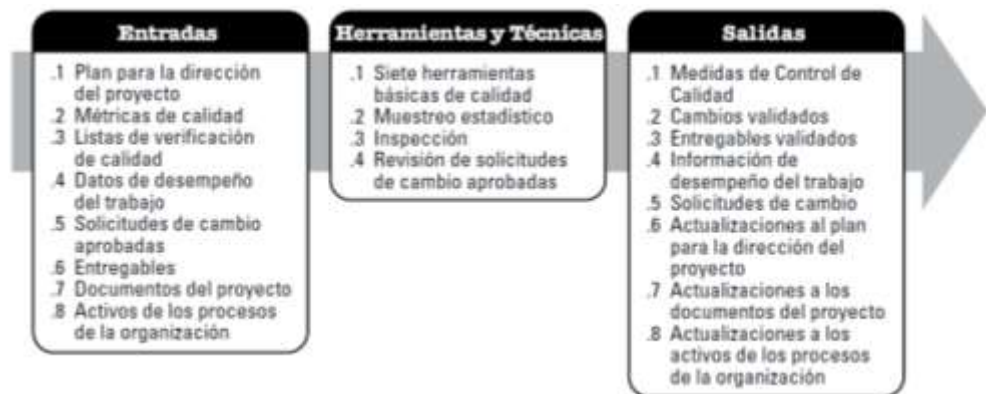 Entradas
.1 Plan para la dirección
del proyecto
.2 Métricas de calidad
.3 Listas de verificación
de calidad
.4 Datos de desempeño
del trabajo
.5 Solicitudes de cambio
aprobadas
.6 Entregables
.7 Documentos del proyecto
.8 Activos de los procesos
de la organización
Herramientas y Técnicas
.1 Siete herramientas
básicas de calidad
.2 Muestreo estadístico
.3 Inspección
.4 Revisión de solicitudes
de cambio aprobadas
Salidas
.1 Medidas de Control de
Calidad
.2 Cambios validados
.3 Entregables validados
.4 Información de
desempeño del trabajo
.5 Solicitudes de cambio
.6 Actualizaciones al plan
para la dirección del
proyecto
.7 Actualizaciones a los
documentos del proyecto
.8 Actualizaciones a los
activos de los procesos
de la organización